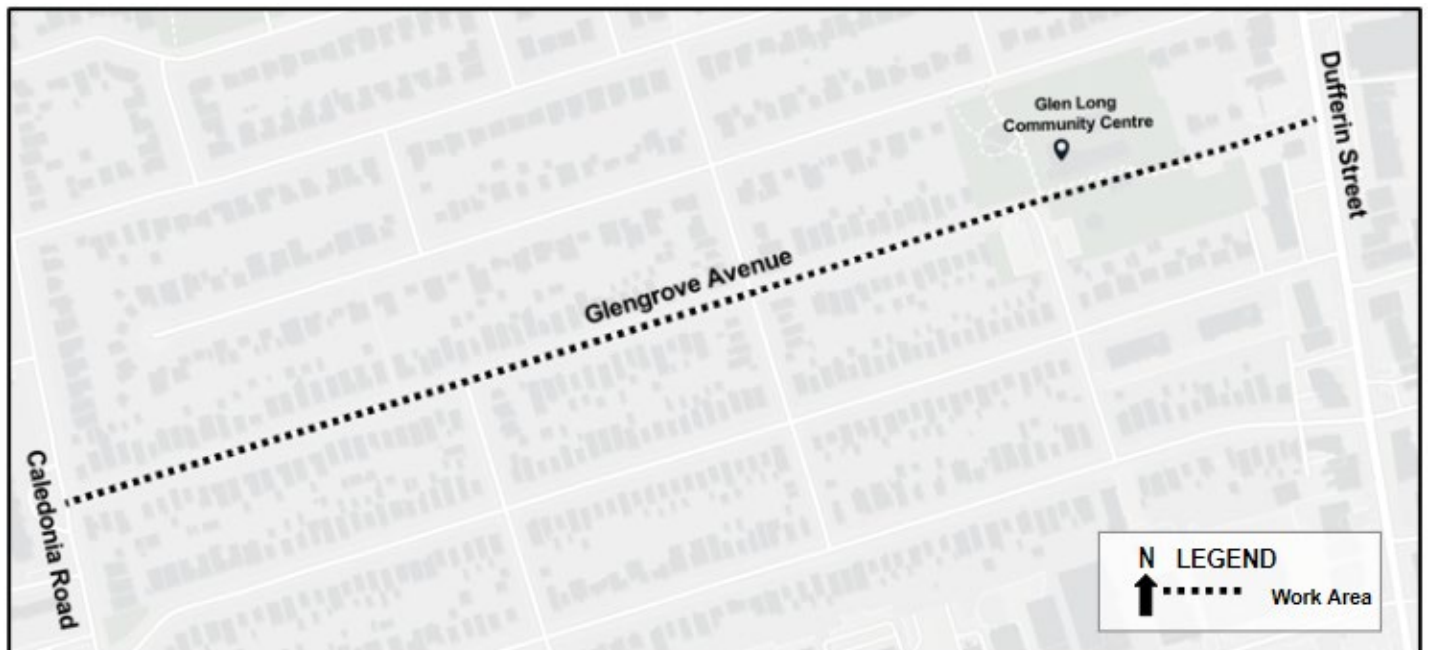 Glen Long
Community Centre
Dufferin Street
Glengrove Avenue
Caledonia Road
N LEGEND
Work Area